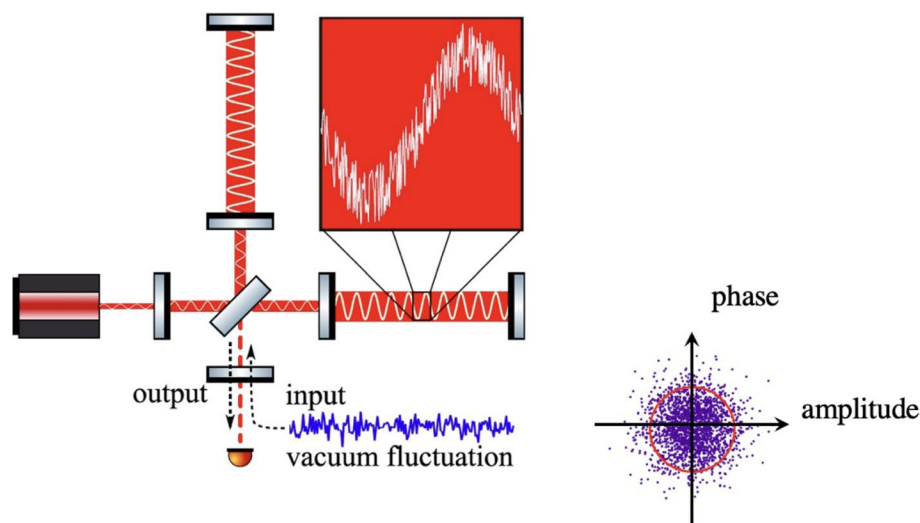 phase
amplitude
output
input
vacuum fluctuation